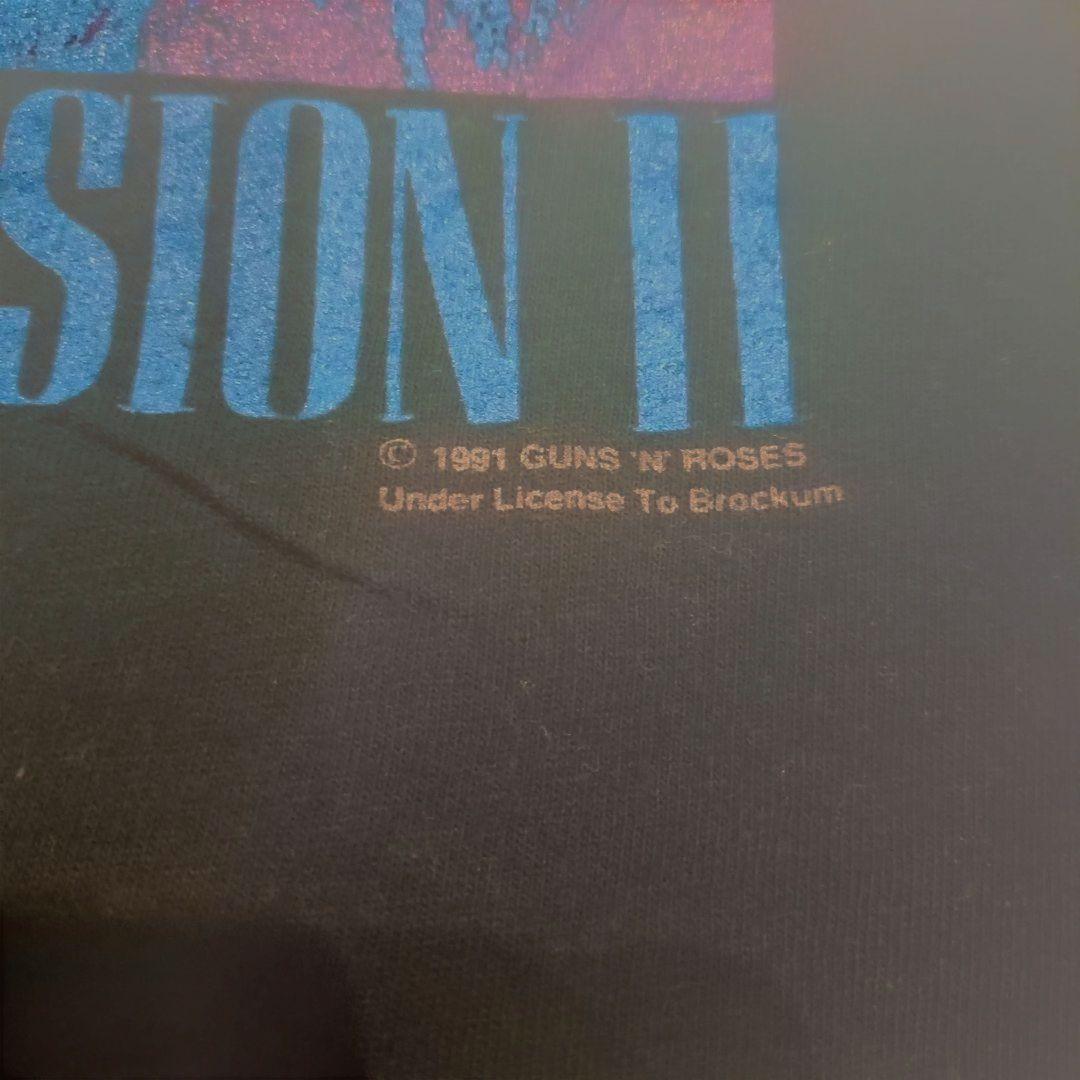 SION II
© 1991 GUNS 'N' ROSES
Under License To Brockum